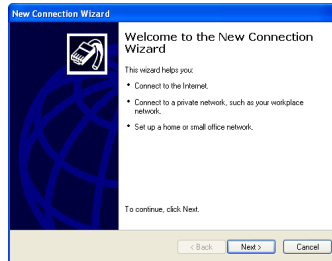 New Connection Wizard
Welcome to the New Connection
Wizard
This wizard helps you:
• Connect to the Internet.
• Connect to a private network, such as your workplace
network.
• Set up a home or small office network.
To continue, click Next.
< Back
Next >
Cancel